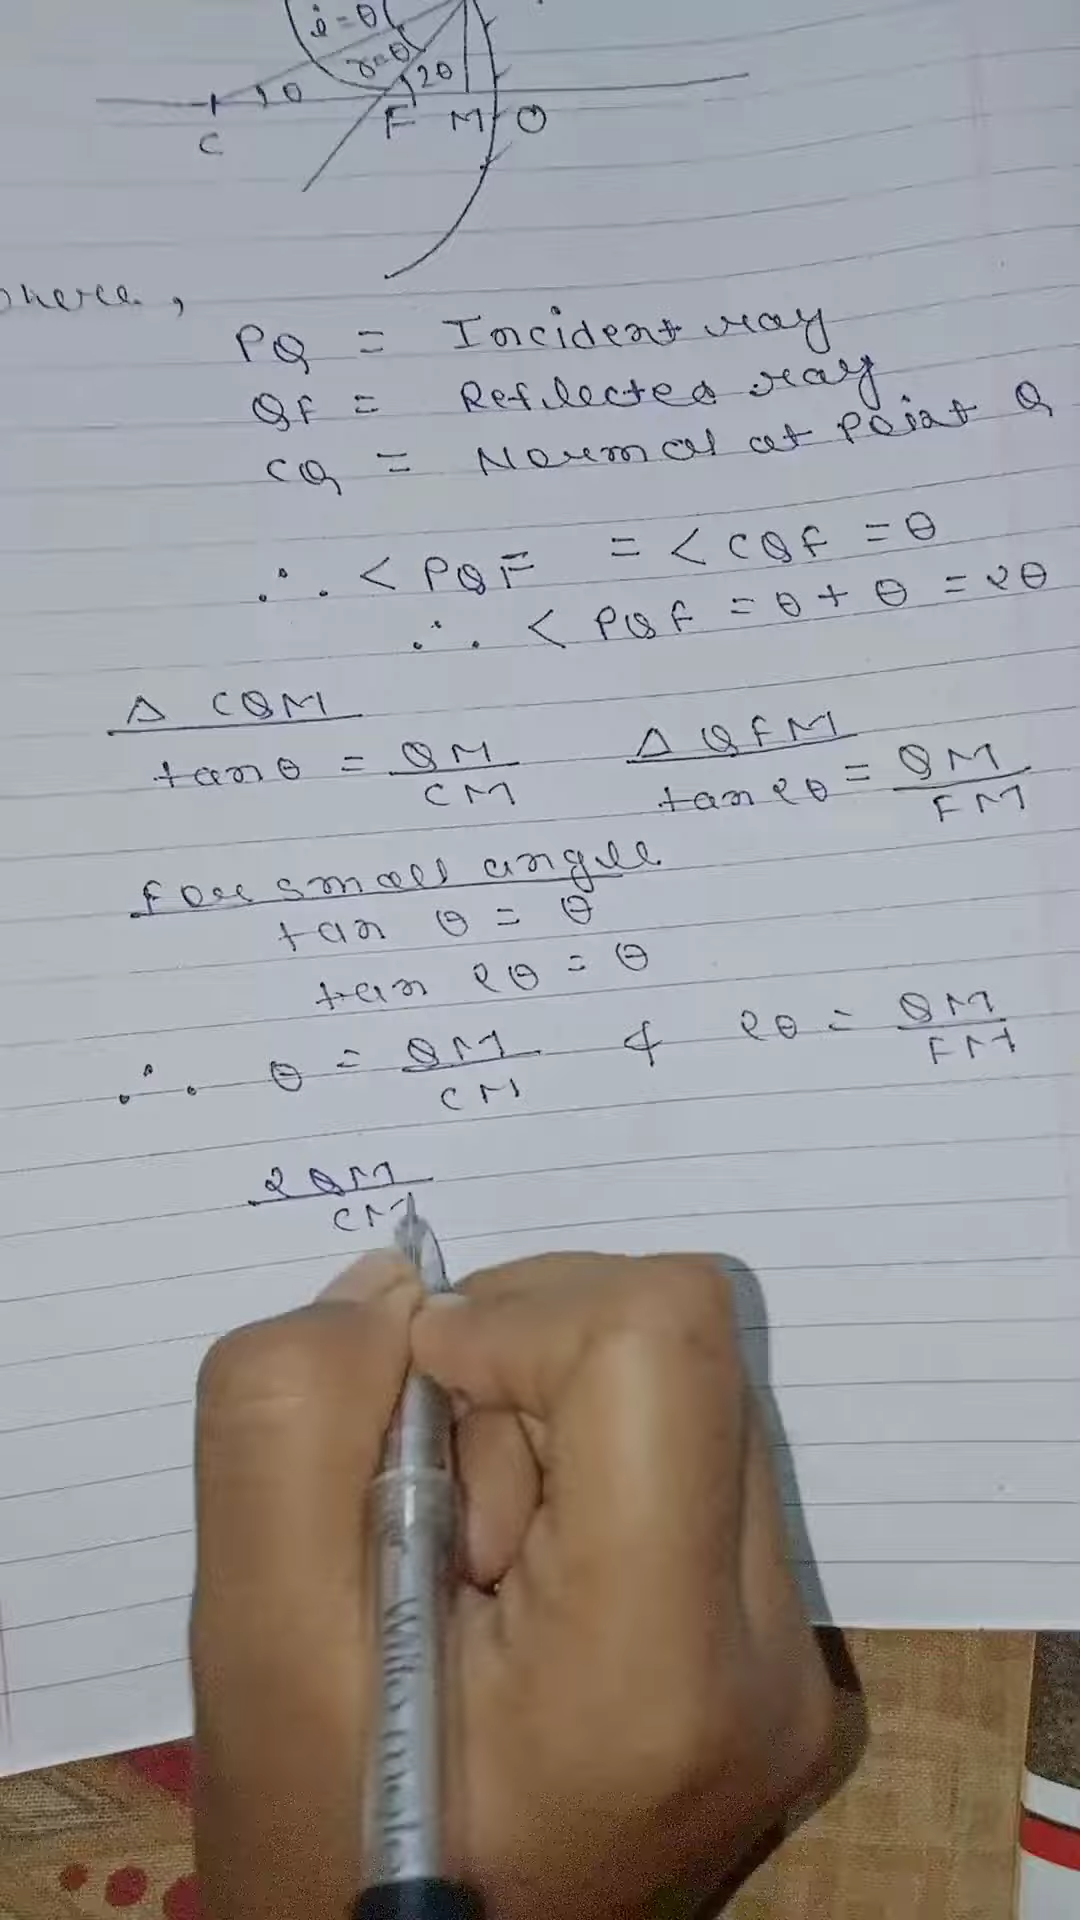 i = θ
r = θ
θ 2θ
C F M O
where,
PQ = Incident ray
QF = Reflected ray
CQ = Normal at Point Q
∴ < PQF = < CQF = θ
∴ < PQF = θ + θ = 2θ
Δ CQM Δ QFM
tan θ = QM/CM tan 2θ = QM/FM
For small angle
tan θ = θ
tan 2θ = θ
∴ θ = QM/CM & 2θ = QM/FM
2QM/CM